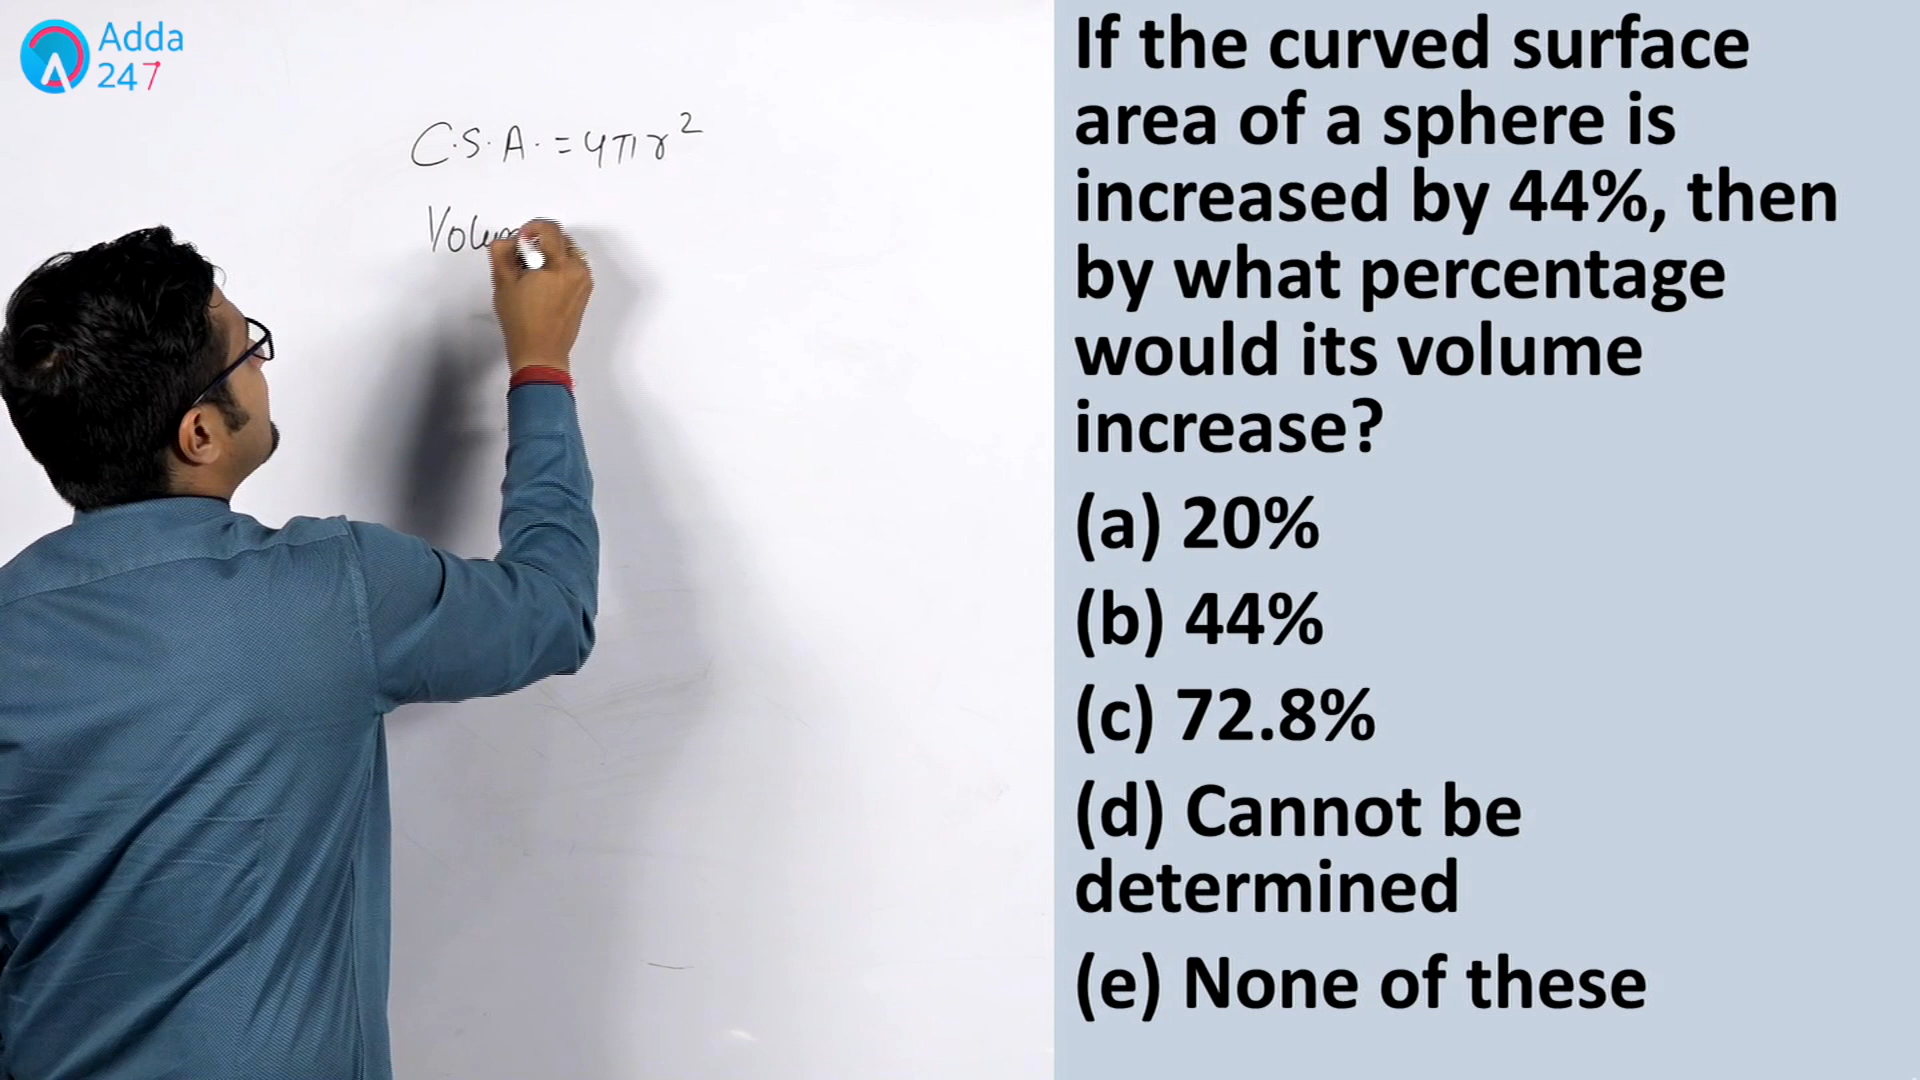 Adda
247
C.S.A. = 4πr²
If the curved surface
area of a sphere is
increased by 44%, then
by what percentage
would its volume
increase?
(a) 20%
(b) 44%
(c) 72.8%
(d) Cannot be
determined
(e) None of these